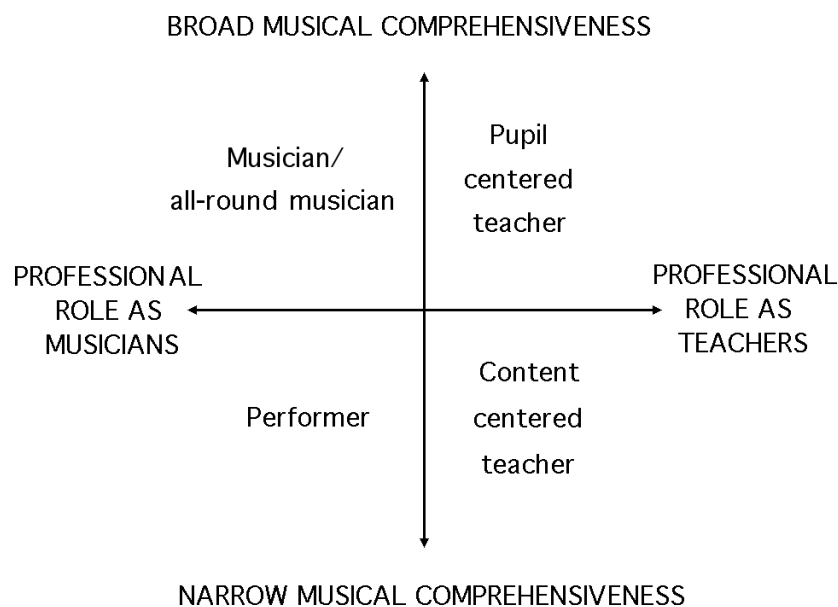 BROAD MUSICAL COMPREHENSIVENESS
Musician/
all-round musician
Pupil
centered
teacher
PROFESSIONAL
ROLE AS
MUSICIANS
PROFESSIONAL
ROLE AS
TEACHERS
Performer
Content
centered
teacher
NARROW MUSICAL COMPREHENSIVENESS